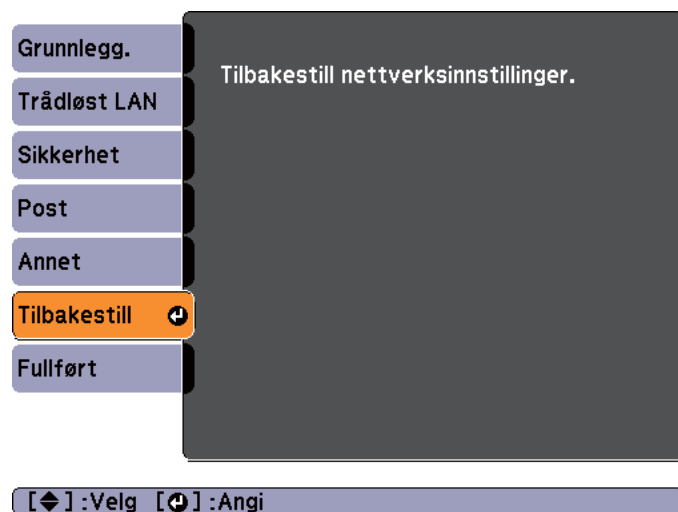 Grunnlegg.
Trådløst LAN
Sikkerhet
Post
Annet
Tilbakestill
Fullført
Tilbakestill nettverksinnstillinger.
[◆] :Velg [⏎] :Angi